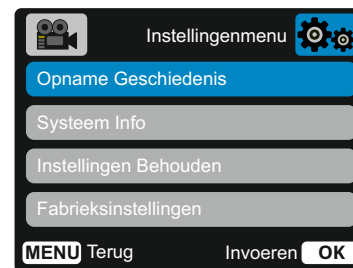 Instellingenmenu
Opname Geschiedenis
Systeem Info
Instellingen Behouden
Fabrieksinstellingen
MENU Terug Invoeren OK